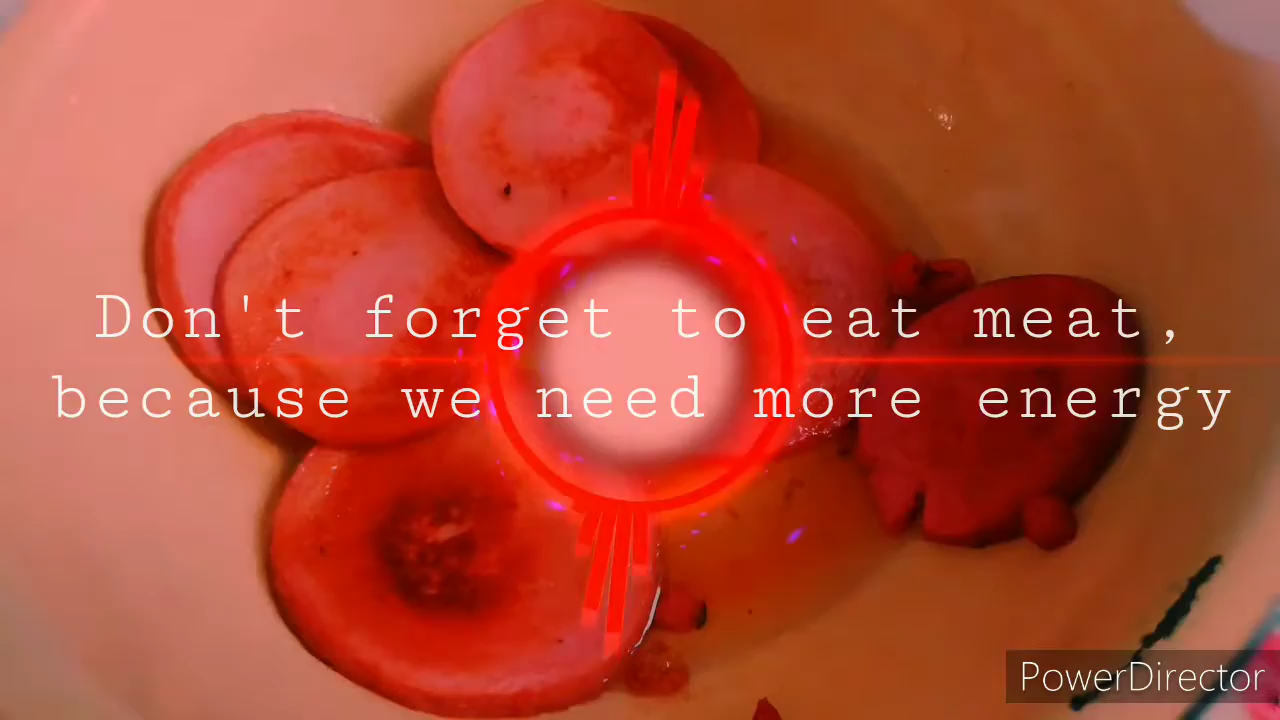 Don't forget to eat meat,
because we need more energy
PowerDirector